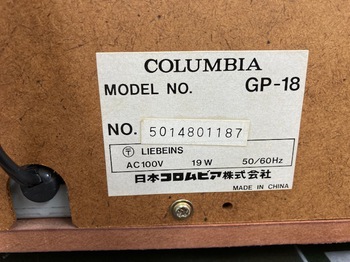 COLUMBIA
MODEL NO. GP-18
NO. 5014801187
〒 LIEBEINS
AC100V 19W 50/60Hz
日本コロムビア株式会社
MADE IN CHINA